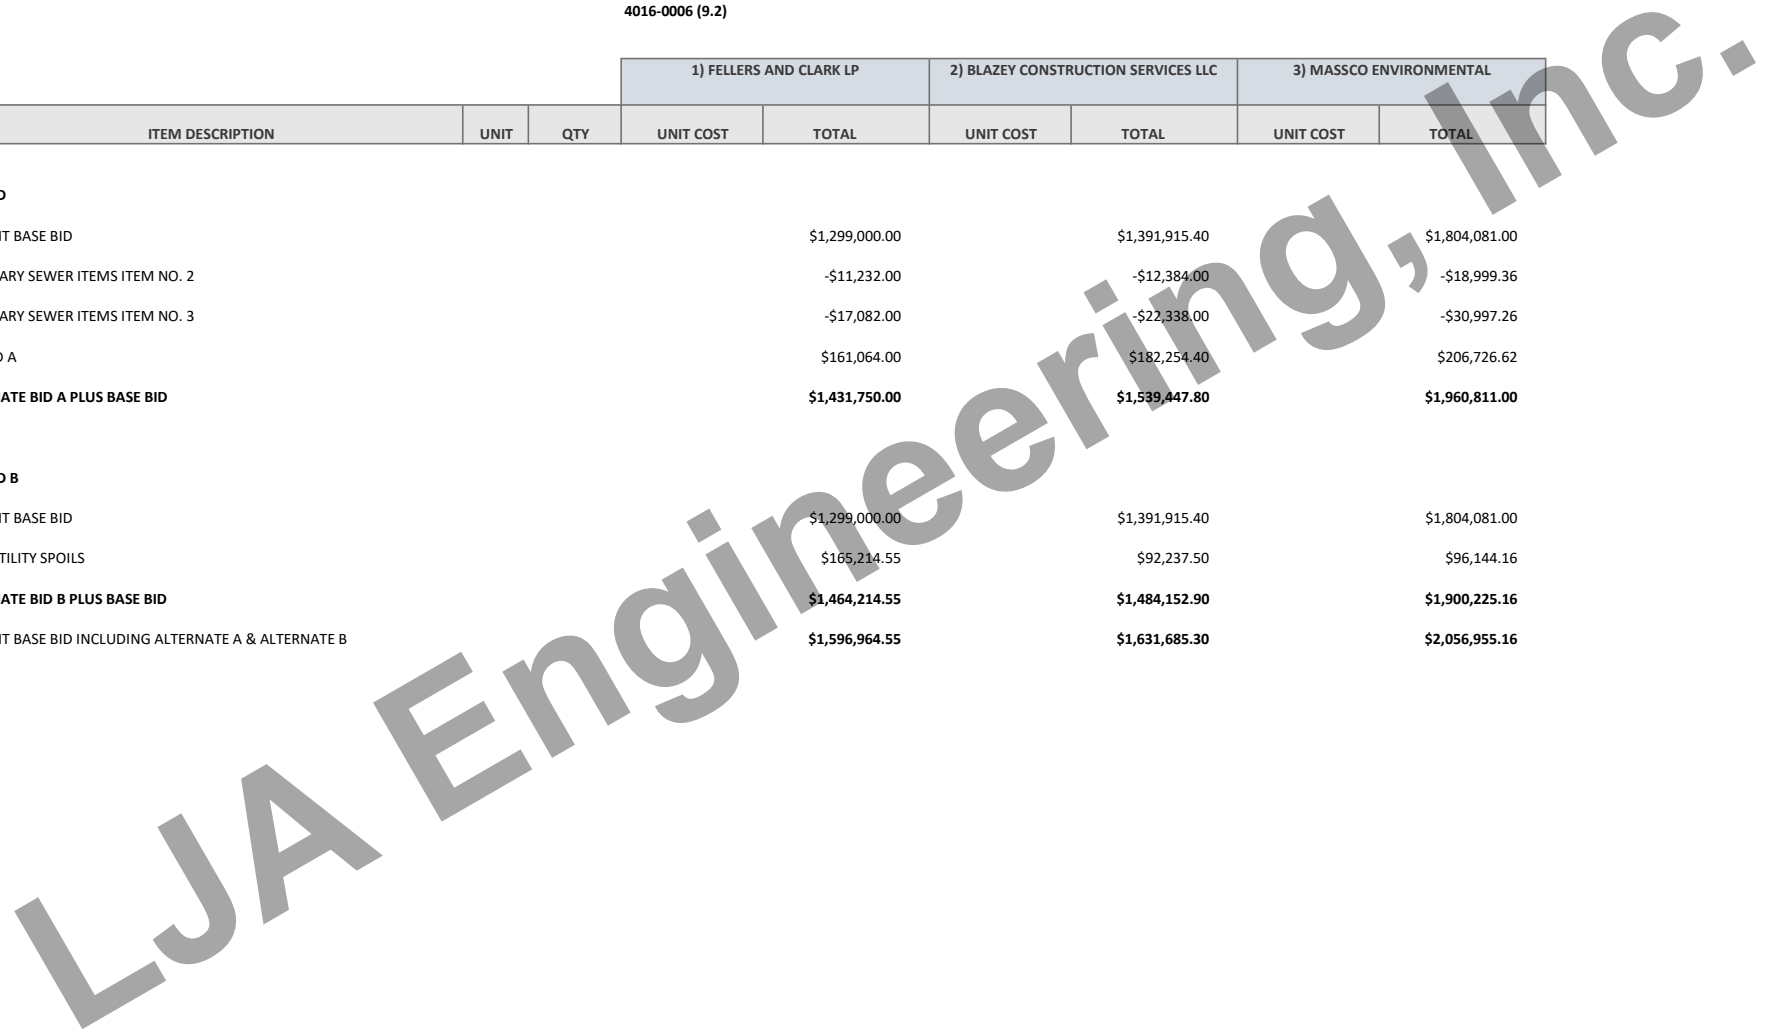 4016-0006 (9.2)
1) FELLERS AND CLARK LP 2) BLAZEY CONSTRUCTION SERVICES LLC 3) MASSCO ENVIRONMENTAL
ITEM DESCRIPTION UNIT QTY UNIT COST TOTAL UNIT COST TOTAL UNIT COST TOTAL
D
IT BASE BID $1,299,000.00 $1,391,915.40 $1,804,081.00
ARY SEWER ITEMS ITEM NO. 2 -$11,232.00 -$12,384.00 -$18,999.36
ARY SEWER ITEMS ITEM NO. 3 -$17,082.00 -$22,338.00 -$30,997.26
D A $161,064.00 $182,254.40 $206,726.62
ATE BID A PLUS BASE BID $1,431,750.00 $1,539,447.80 $1,960,811.00
D B
IT BASE BID $1,299,000.00 $1,391,915.40 $1,804,081.00
TILITY SPOILS $165,214.55 $92,237.50 $96,144.16
ATE BID B PLUS BASE BID $1,464,214.55 $1,484,152.90 $1,900,225.16
IT BASE BID INCLUDING ALTERNATE A & ALTERNATE B $1,596,964.55 $1,631,685.30 $2,056,955.16
LJA Engineering, Inc.